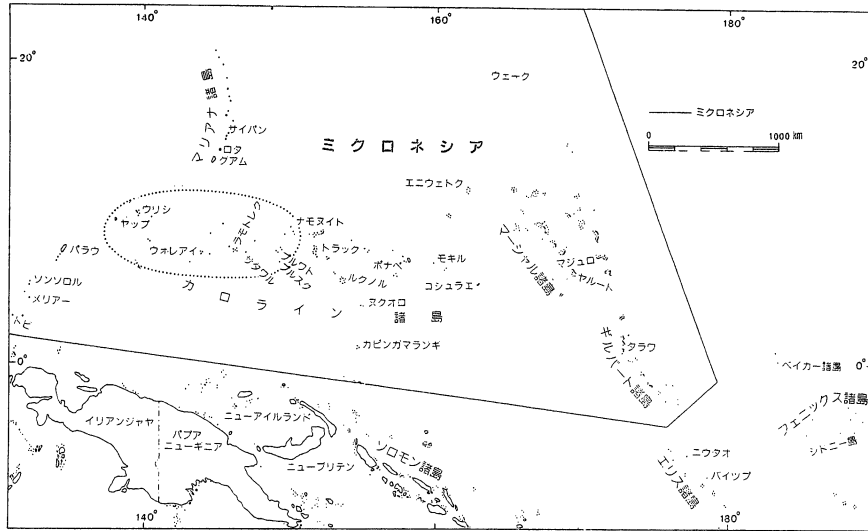 140°
160°
180°
20°
20°
ウェーク
マリアナ諸島
サイパン
ロタ
グアム
ミクロネシア
ミクロネシア
0
1000 km
エニウェトク
ウリシ
ヤップ
ラモトレク
ナモヌイト
パラウ
ウォレアイ
トラック
サタワル
プルワト
プルスク
ポナペ
モキル
マーシャル諸島
マジュロ
ヤルート
ソンソロル
メリアー
ルクノル
コシュラエ
カロライン諸島
ヌクオロ
トビ
カピンガマランギ
ギルバート諸島
タラワ
ベイカー諸島
0°
イリアンジャヤ
パプア
ニューギニア
ニューアイルランド
ニューブリテン
ソロモン諸島
フェニックス諸島
シドニー島
ニウタオ
エリス諸島
バイツプ
140°
180°